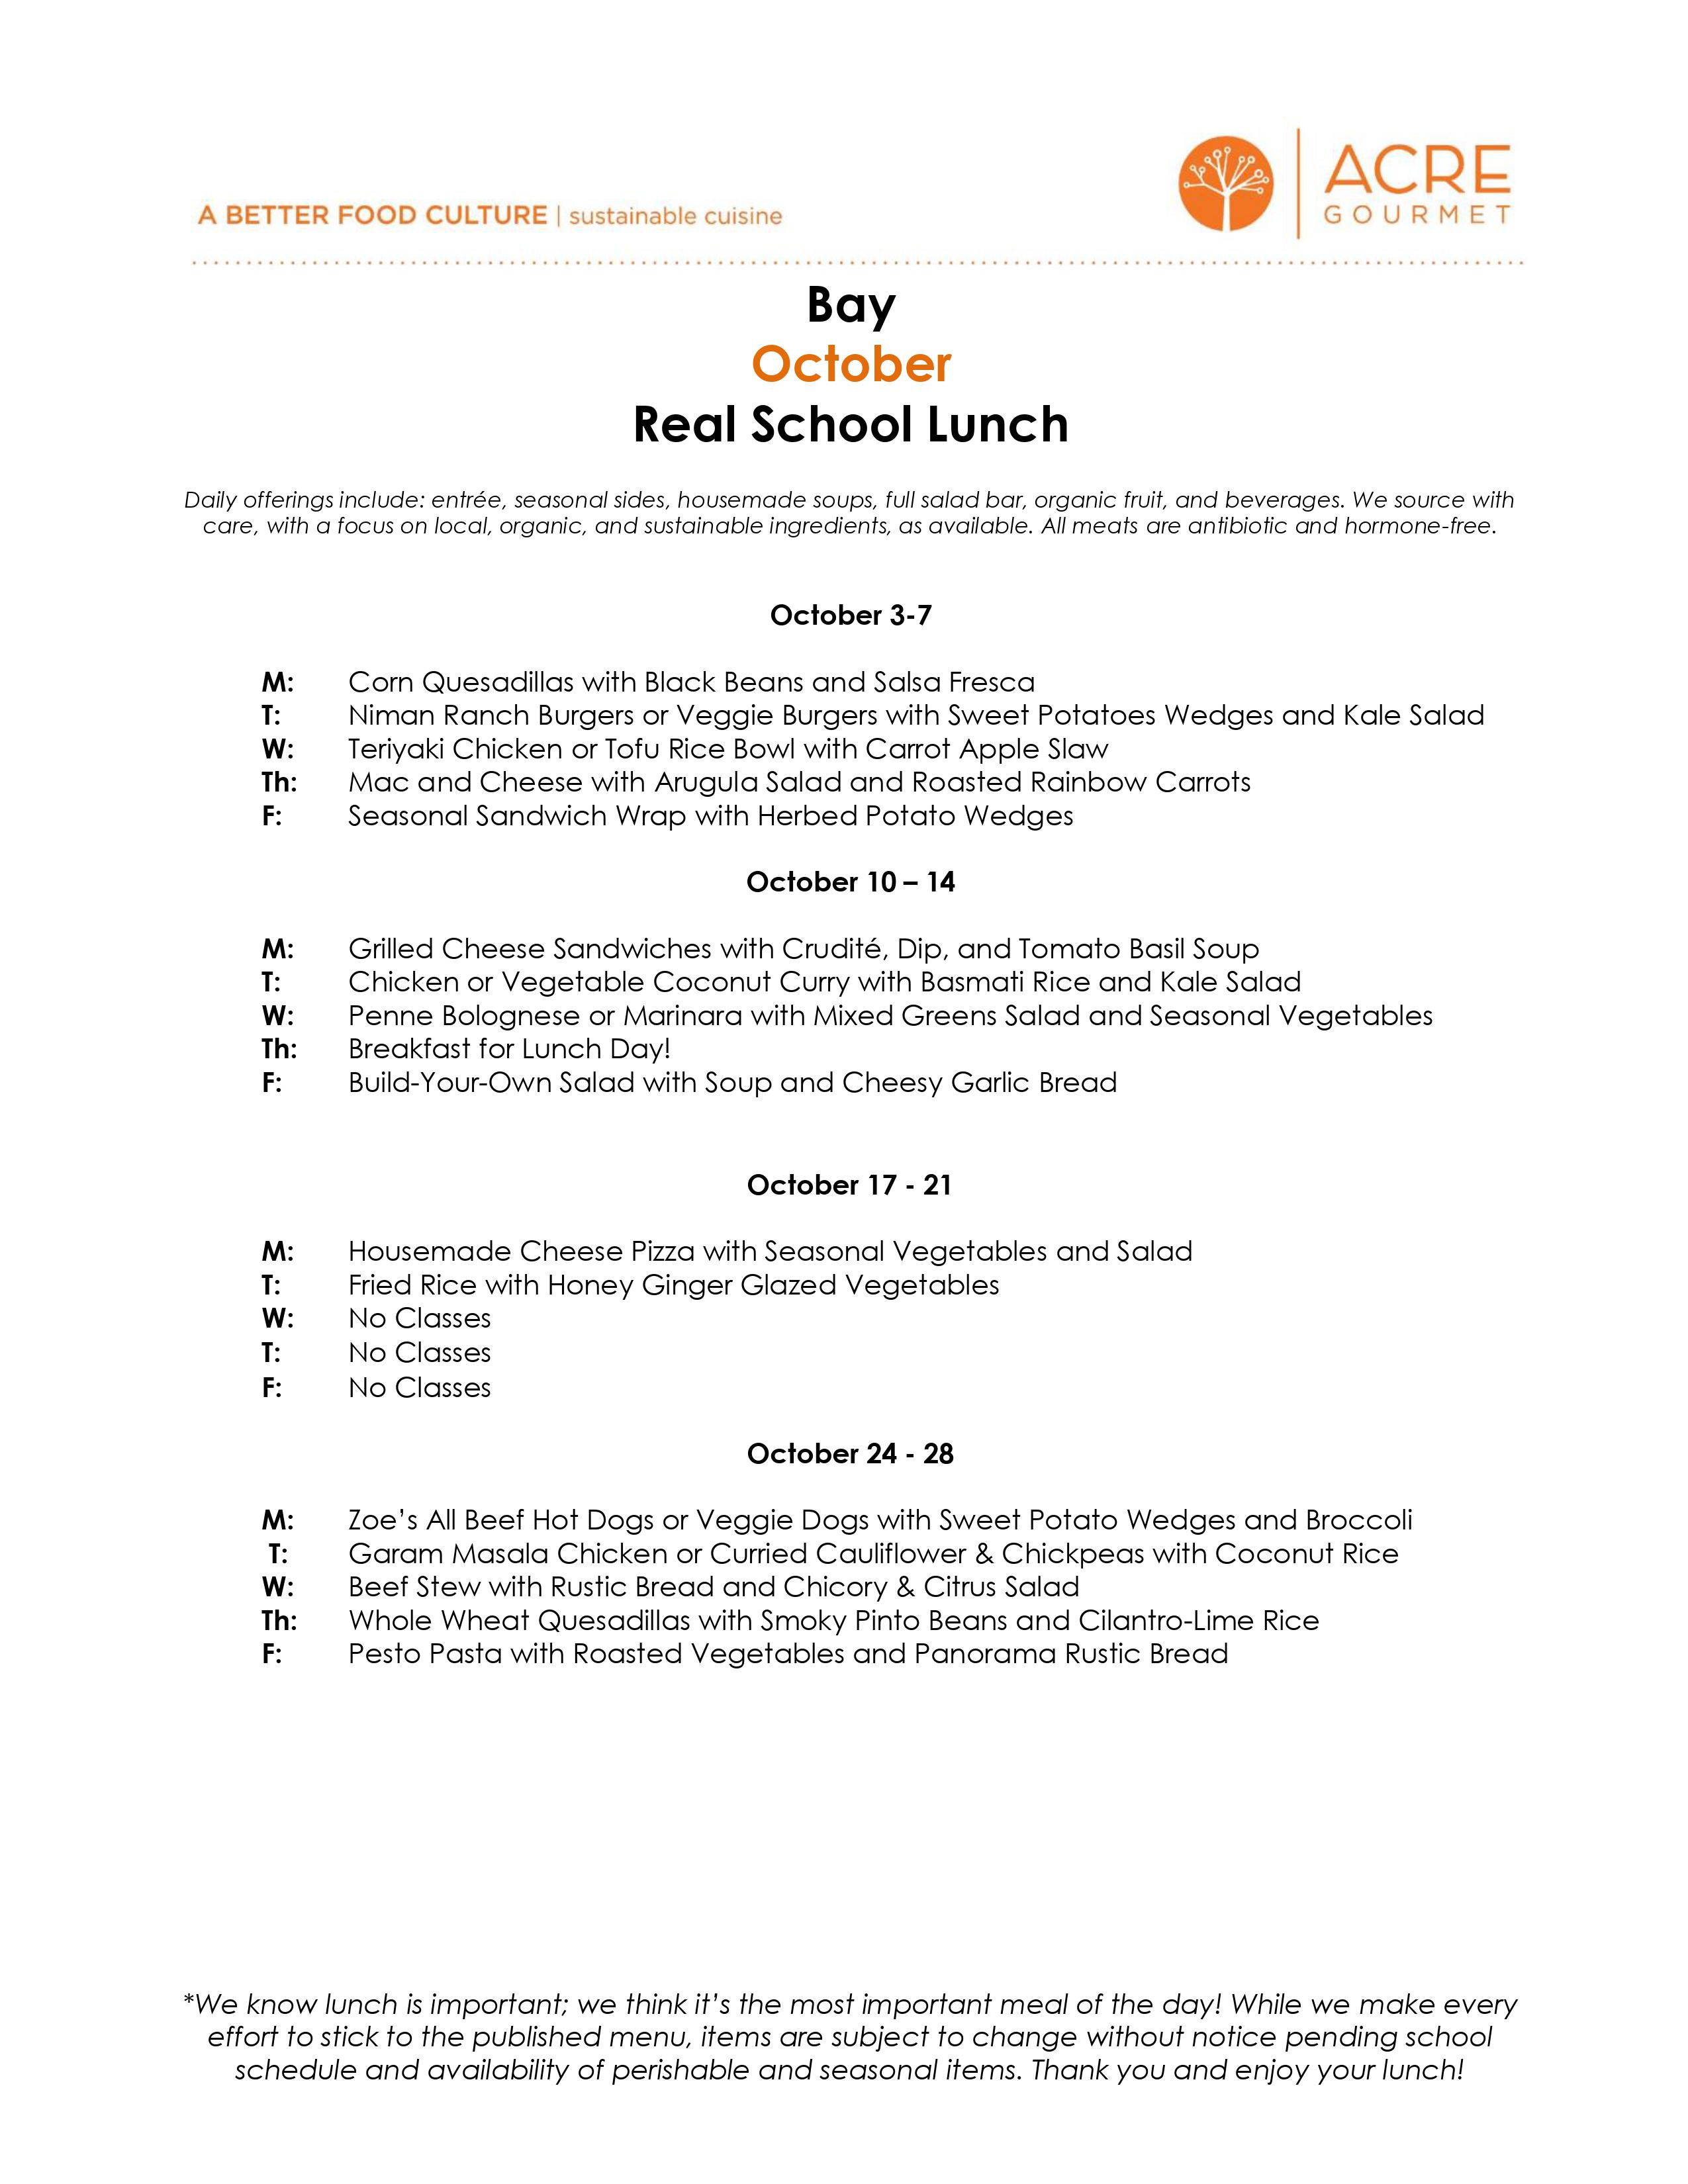 A BETTER FOOD CULTURE | sustainable cuisine
ACRE
GOURMET
Bay
October
Real School Lunch
Daily offerings include: entrée, seasonal sides, housemade soups, full salad bar, organic fruit, and beverages. We source with
care, with a focus on local, organic, and sustainable ingredients, as available. All meats are antibiotic and hormone-free.
October 3-7
M: Corn Quesadillas with Black Beans and Salsa Fresca
T: Niman Ranch Burgers or Veggie Burgers with Sweet Potatoes Wedges and Kale Salad
W: Teriyaki Chicken or Tofu Rice Bowl with Carrot Apple Slaw
Th: Mac and Cheese with Arugula Salad and Roasted Rainbow Carrots
F: Seasonal Sandwich Wrap with Herbed Potato Wedges
October 10 – 14
M: Grilled Cheese Sandwiches with Crudité, Dip, and Tomato Basil Soup
T: Chicken or Vegetable Coconut Curry with Basmati Rice and Kale Salad
W: Penne Bolognese or Marinara with Mixed Greens Salad and Seasonal Vegetables
Th: Breakfast for Lunch Day!
F: Build-Your-Own Salad with Soup and Cheesy Garlic Bread
October 17 - 21
M: Housemade Cheese Pizza with Seasonal Vegetables and Salad
T: Fried Rice with Honey Ginger Glazed Vegetables
W: No Classes
T: No Classes
F: No Classes
October 24 - 28
M: Zoe’s All Beef Hot Dogs or Veggie Dogs with Sweet Potato Wedges and Broccoli
T: Garam Masala Chicken or Curried Cauliflower & Chickpeas with Coconut Rice
W: Beef Stew with Rustic Bread and Chicory & Citrus Salad
Th: Whole Wheat Quesadillas with Smoky Pinto Beans and Cilantro-Lime Rice
F: Pesto Pasta with Roasted Vegetables and Panorama Rustic Bread
*We know lunch is important; we think it’s the most important meal of the day! While we make every
effort to stick to the published menu, items are subject to change without notice pending school
schedule and availability of perishable and seasonal items. Thank you and enjoy your lunch!